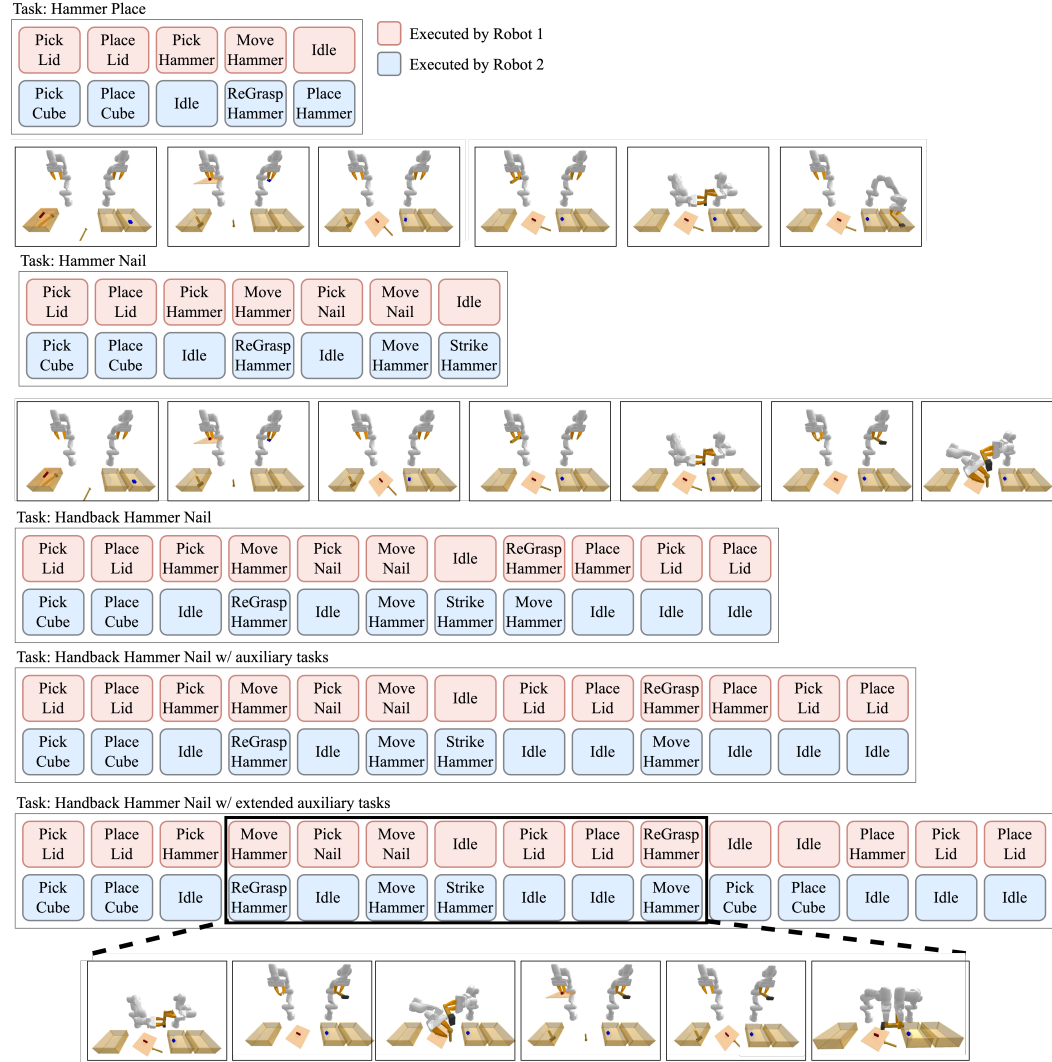 Task: Hammer Place
Pick Lid
Place Lid
Pick Hammer
Move Hammer
Idle
Executed by Robot 1
Executed by Robot 2
Pick Cube
Place Cube
Idle
ReGrasp Hammer
Place Hammer
Task: Hammer Nail
Pick Lid
Place Lid
Pick Hammer
Move Hammer
Pick Nail
Move Nail
Idle
Pick Cube
Place Cube
Idle
ReGrasp Hammer
Idle
Move Hammer
Strike Hammer
Task: Handback Hammer Nail
Pick Lid
Place Lid
Pick Hammer
Move Hammer
Pick Nail
Move Nail
Idle
ReGrasp Hammer
Place Hammer
Pick Lid
Place Lid
Pick Cube
Place Cube
Idle
ReGrasp Hammer
Idle
Move Hammer
Strike Hammer
Move Hammer
Idle
Idle
Idle
Task: Handback Hammer Nail w/ auxiliary tasks
Pick Lid
Place Lid
Pick Hammer
Move Hammer
Pick Nail
Move Nail
Idle
Pick Lid
Place Lid
ReGrasp Hammer
Place Hammer
Pick Lid
Place Lid
Pick Cube
Place Cube
Idle
ReGrasp Hammer
Idle
Move Hammer
Strike Hammer
Idle
Idle
Move Hammer
Idle
Idle
Idle
Task: Handback Hammer Nail w/ extended auxiliary tasks
Pick Lid
Place Lid
Pick Hammer
Move Hammer
Pick Nail
Move Nail
Idle
Pick Lid
Place Lid
ReGrasp Hammer
Idle
Idle
Place Hammer
Pick Lid
Place Lid
Pick Cube
Place Cube
Idle
ReGrasp Hammer
Idle
Move Hammer
Strike Hammer
Idle
Idle
Move Hammer
Pick Cube
Place Cube
Idle
Idle
Idle